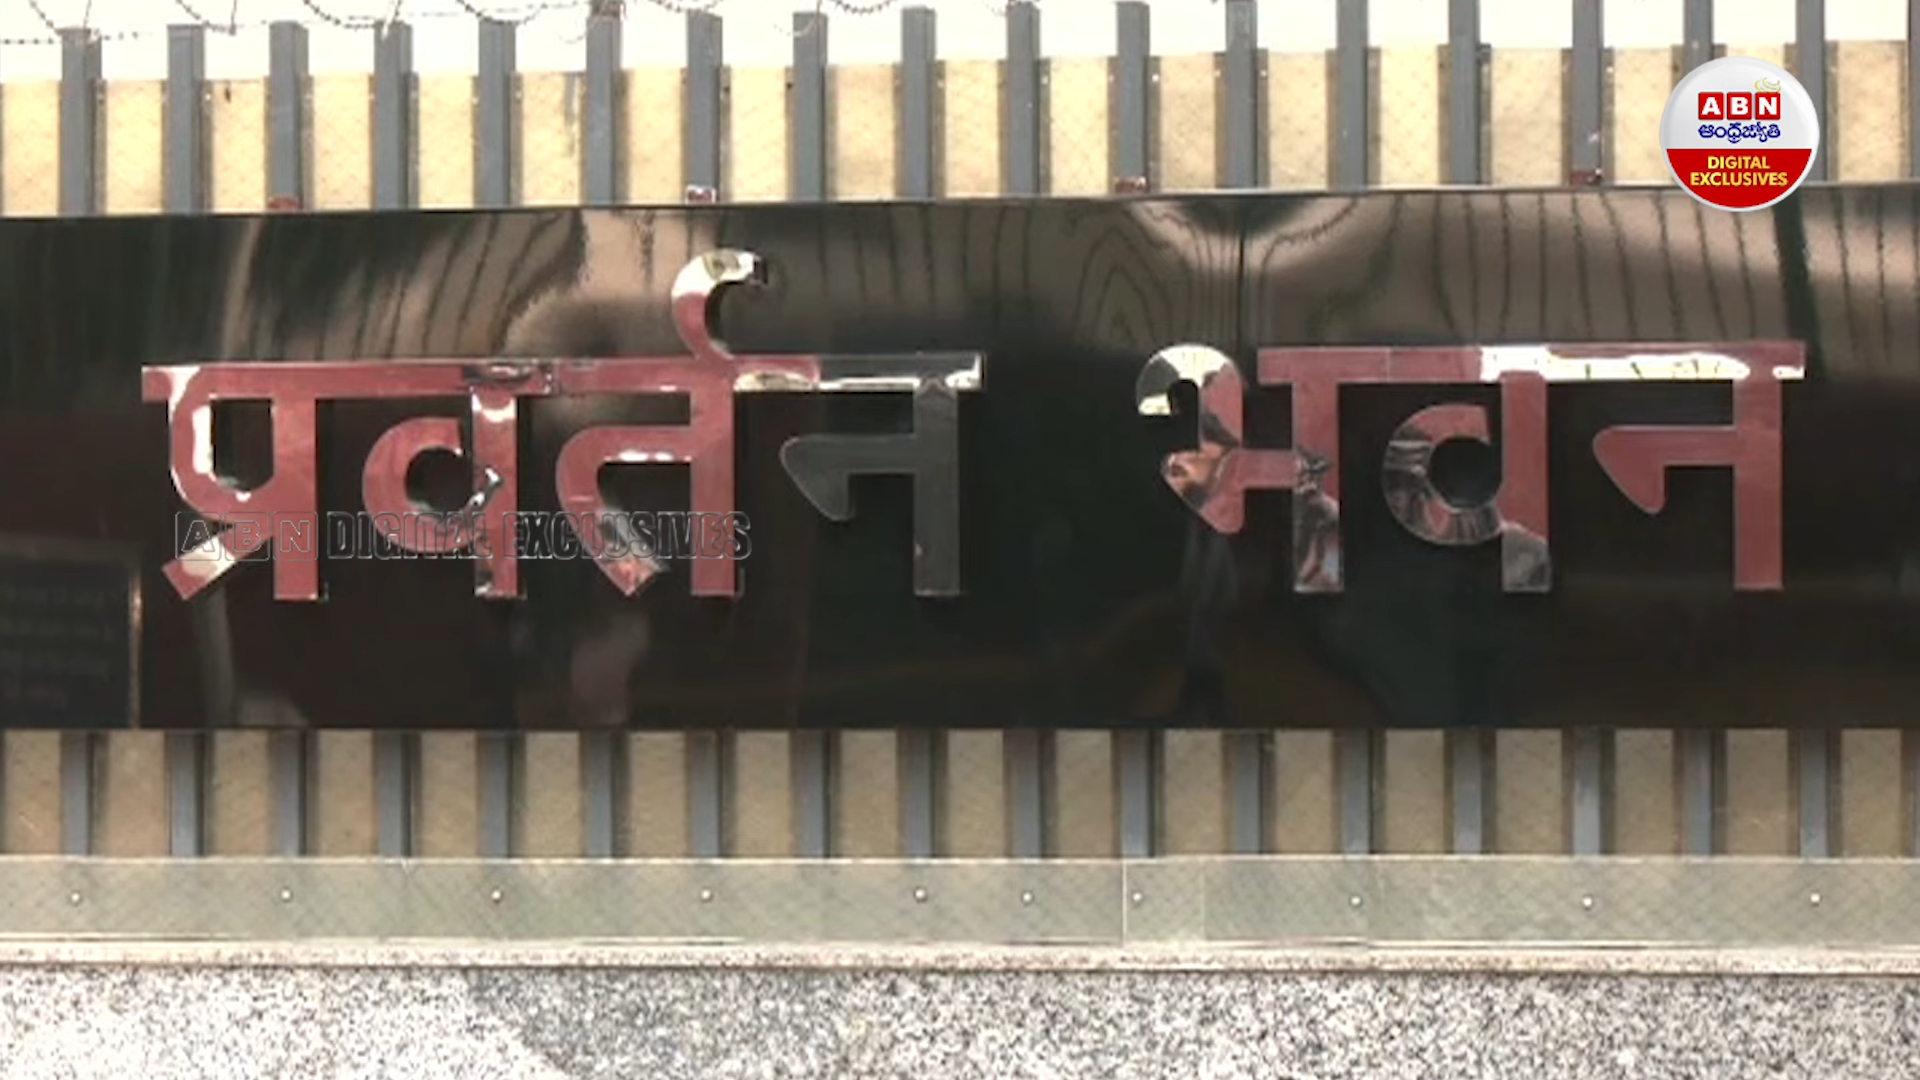 ABN
ఆంధ్రజ్యోతి
DIGITAL
EXCLUSIVES
प्रवर्तन भवन
ABN DIGITAL EXCLUSIVES